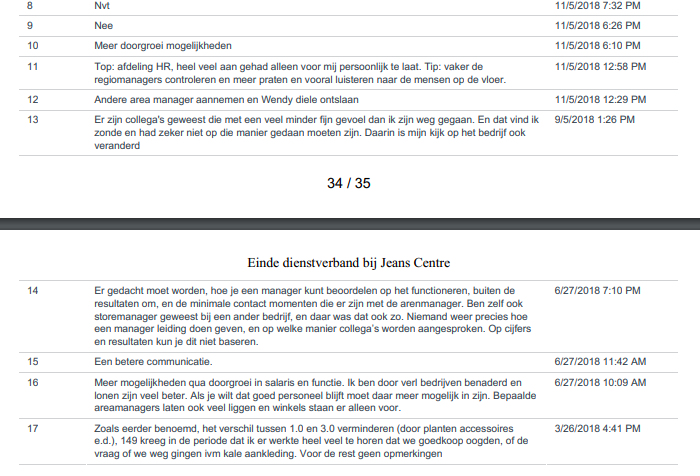 8 Nvt 11/5/2018 7:32 PM
9 Nee 11/5/2018 6:26 PM
10 Meer doorgroei mogelijkheden 11/5/2018 6:10 PM
11 Top: afdeling HR, heel veel aan gehad alleen voor mij persoonlijk te laat. Tip: vaker de 11/5/2018 12:58 PM
regiomanagers controleren en meer praten en vooral luisteren naar de mensen op de vloer.
12 Andere area manager aannemen en Wendy diele ontslaan 11/5/2018 12:29 PM
13 Er zijn collega's geweest die met een veel minder fijn gevoel dan ik zijn weg gegaan. En dat vind ik 9/5/2018 1:26 PM
zonde en had zeker niet op die manier gedaan moeten zijn. Daarin is mijn kijk op het bedrijf ook
veranderd
34 / 35
Einde dienstverband bij Jeans Centre
14 Er gedacht moet worden, hoe je een manager kunt beoordelen op het functioneren, buiten de 6/27/2018 7:10 PM
resultaten om, en de minimale contact momenten die er zijn met de arenmanager. Ben zelf ook
storemanager geweest bij een ander bedrijf, en daar was dat ook zo. Niemand weer precies hoe
een manager leiding doen geven, en op welke manier collega's worden aangesproken. Op cijfers
en resultaten kun je dit niet baseren.
15 Een betere communicatie. 6/27/2018 11:42 AM
16 Meer mogelijkheden qua doorgroei in salaris en functie. Ik ben door verl bedrijven benaderd en 6/27/2018 10:09 AM
lonen zijn veel beter. Als je wilt dat goed personeel blijft moet daar meer mogelijk in zijn. Bepaalde
areamanagers laten ook veel liggen en winkels staan er alleen voor.
17 Zoals eerder benoemd, het verschil tussen 1.0 en 3.0 verminderen (door planten accessoires 3/26/2018 4:41 PM
e.d.), 149 kreeg in de periode dat ik er werkte heel veel te horen dat we goedkoop oogden, of de
vraag of we weg gingen ivm kale aankleding. Voor de rest geen opmerkingen